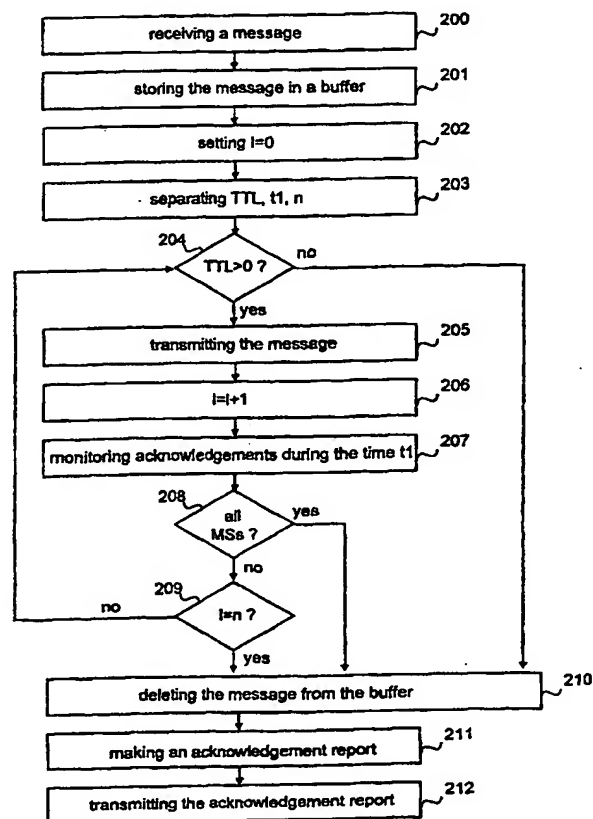 receiving a message
200
storing the message in a buffer
201
setting I=0
202
separating TTL, t1, n
203
204
TTL>0 ?
no
yes
transmitting the message
205
I=I+1
206
monitoring acknowledgements during the time t1
207
208
all
MSs ?
yes
no
209
I=n ?
no
yes
deleting the message from the buffer
210
making an acknowledgement report
211
transmitting the acknowledgement report
212